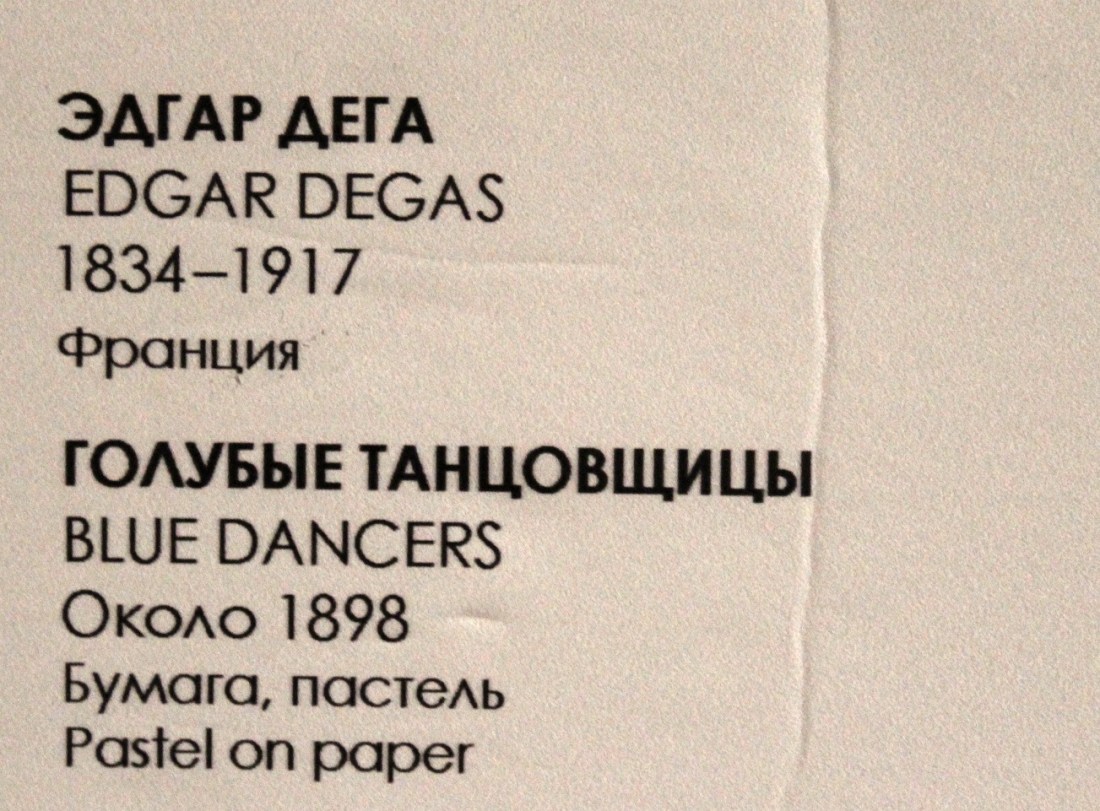 ЭДГАР ДЕГА
EDGAR DEGAS
1834–1917
Франция
ГОЛУБЫЕ ТАНЦОВЩИЦЫ
BLUE DANCERS
Около 1898
Бумага, пастель
Pastel on paper